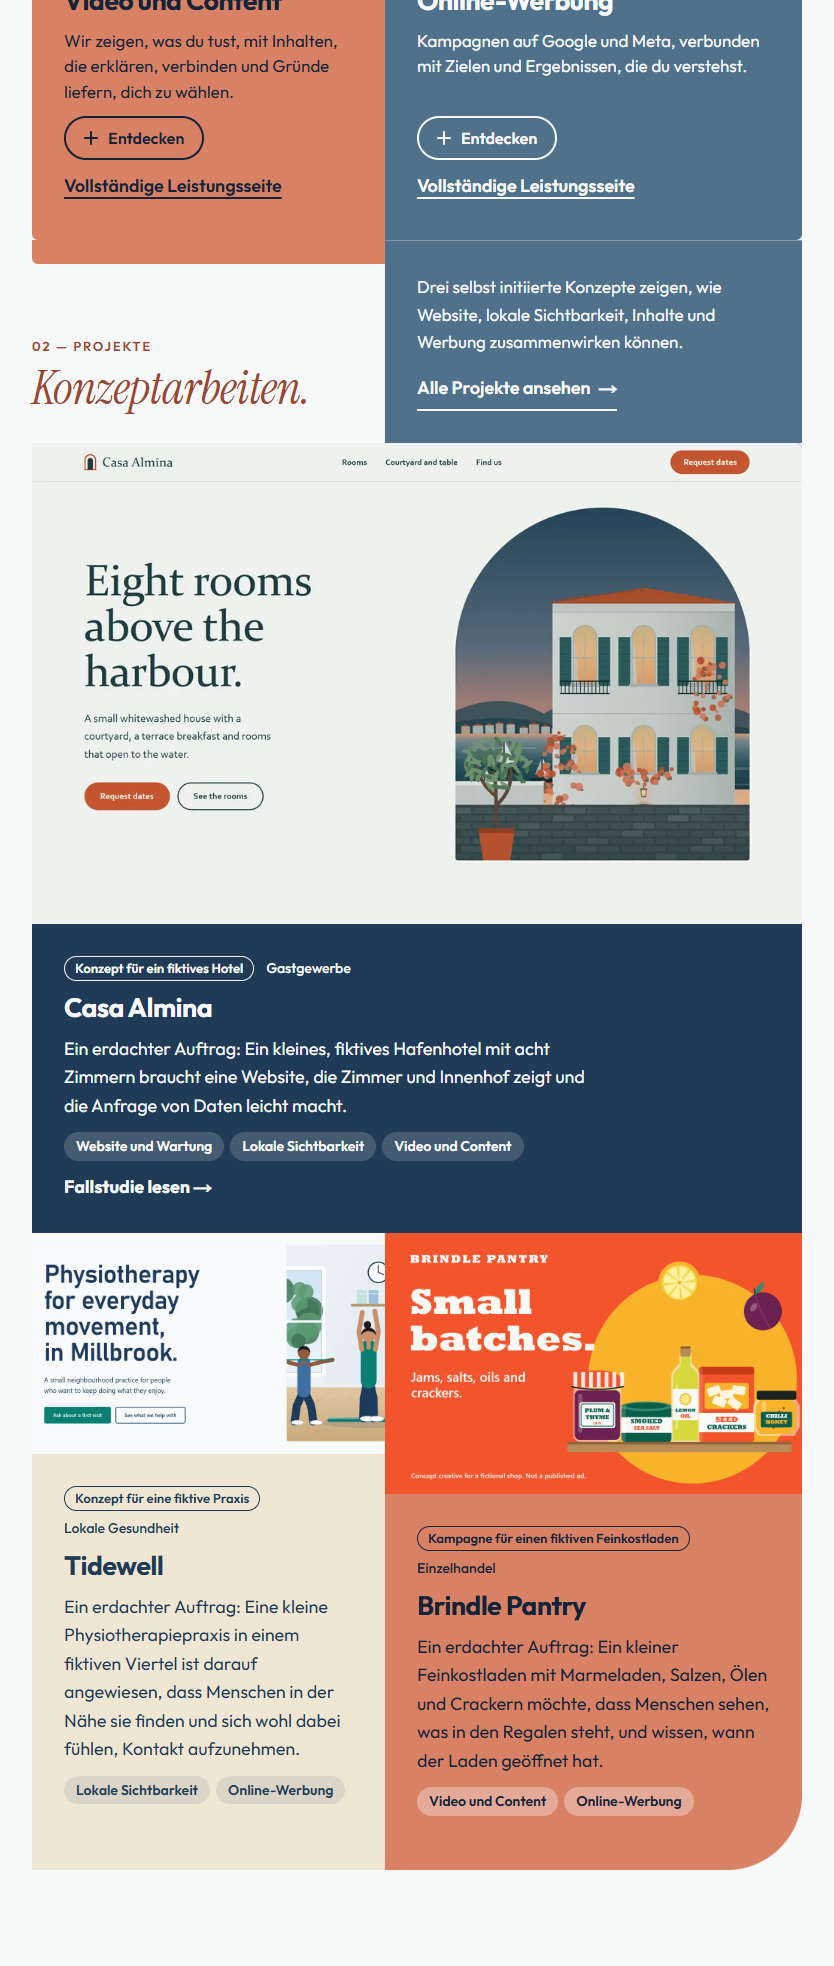 Video und Content
Wir zeigen, was du tust, mit Inhalten,
die erklären, verbinden und Gründe
liefern, dich zu wählen.
Entdecken
Vollständige Leistungsseite
Online-Werbung
Kampagnen auf Google und Meta, verbunden
mit Zielen und Ergebnissen, die du verstehst.
Entdecken
Vollständige Leistungsseite
02 — PROJEKTE
Konzeptarbeiten.
Drei selbst initiierte Konzepte zeigen, wie
Website, lokale Sichtbarkeit, Inhalte und
Werbung zusammenwirken können.
Alle Projekte ansehen →
Casa Almina
Rooms
Courtyard and table
Find us
Request dates
Eight rooms
above the
harbour.
A small whitewashed house with a
courtyard, a terrace breakfast and rooms
that open to the water.
Request dates
See the rooms
Konzept für ein fiktives Hotel
Gastgewerbe
Casa Almina
Ein erdachter Auftrag: Ein kleines, fiktives Hafenhotel mit acht
Zimmern braucht eine Website, die Zimmer und Innenhof zeigt und
die Anfrage von Daten leicht macht.
Website und Wartung
Lokale Sichtbarkeit
Video und Content
Fallstudie lesen →
Physiotherapy
for everyday
movement,
in Millbrook.
A small neighbourhood practice for people
who want to keep doing what they enjoy.
Ask about a first visit
See what we help with
Konzept für eine fiktive Praxis
Lokale Gesundheit
Tidewell
Ein erdachter Auftrag: Eine kleine
Physiotherapiepraxis in einem
fiktiven Viertel ist darauf
angewiesen, dass Menschen in der
Nähe sie finden und sich wohl dabei
fühlen, Kontakt aufzunehmen.
Lokale Sichtbarkeit
Online-Werbung
BRINDLE PANTRY
Small
batches.
Jams, salts, oils and
crackers.
PLUM &
THYME
JAM
SMOKED
SEA SALT
LEMON
OIL
SEED
CRACKERS
CHILLI
HONEY
Concept creative for a fictional shop. Not a published ad.
Kampagne für einen fiktiven Feinkostladen
Einzelhandel
Brindle Pantry
Ein erdachter Auftrag: Ein kleiner
Feinkostladen mit Marmeladen, Salzen, Ölen
und Crackern möchte, dass Menschen sehen,
was in den Regalen steht, und wissen, wann
der Laden geöffnet hat.
Video und Content
Online-Werbung